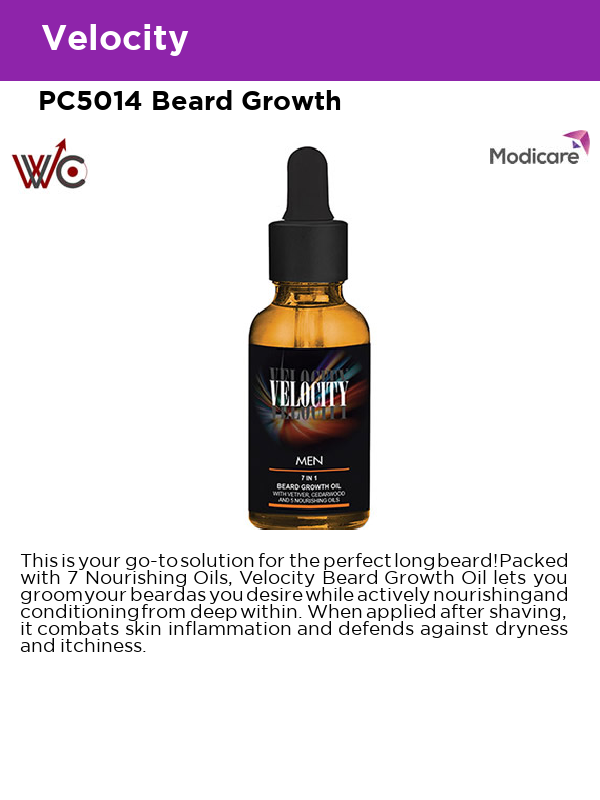 Velocity
PC5014 Beard Growth
WC
Modicare
VELOCITY
VELOCITY
VELOCITY
MEN
7 IN 1
BEARD GROWTH OIL
WITH VETIVER, CEDARWOOD
AND 5 NOURISHING OILS
This is your go-to solution for the perfect long beard! Packed
with 7 Nourishing Oils, Velocity Beard Growth Oil lets you
groom your beard as you desire while actively nourishing and
conditioning from deep within. When applied after shaving,
it combats skin inflammation and defends against dryness
and itchiness.